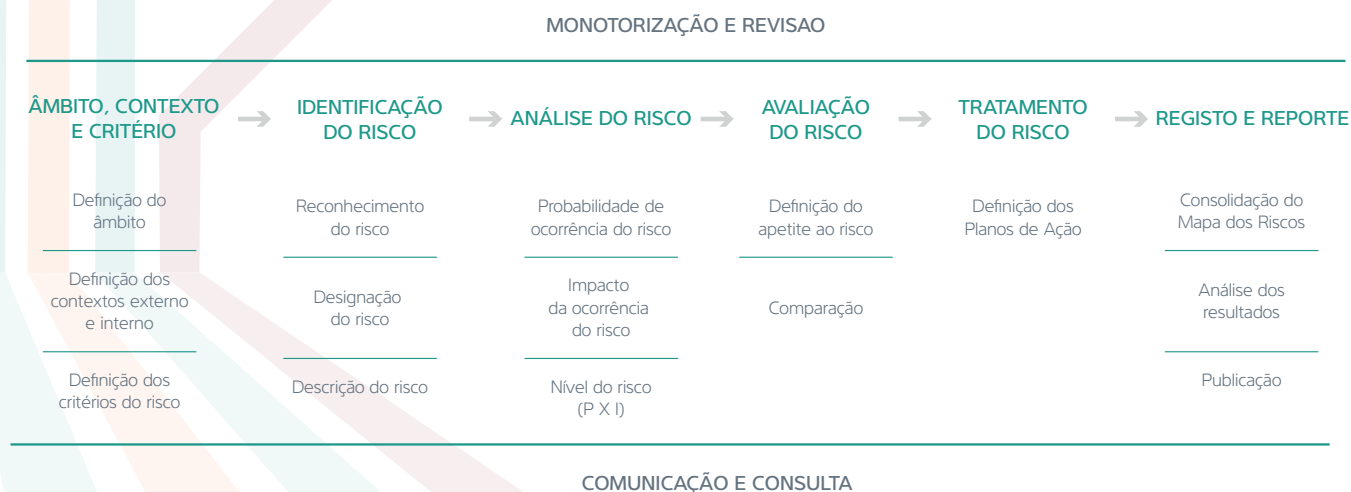 MONOTORIZAÇÃO E REVISAO
ÂMBITO, CONTEXTO
E CRITÉRIO
Definição do
âmbito
Definição dos
contextos externo
e interno
Definição dos
critérios do risco
IDENTIFICAÇÃO
DO RISCO
Reconhecimento
do risco
Designação
do risco
Descrição do risco
ANÁLISE DO RISCO
Probabilidade de
ocorrência do risco
Impacto
da ocorrência
do risco
Nível do risco
(P X I)
AVALIAÇÃO
DO RISCO
Definição do
apetite ao risco
Comparação
TRATAMENTO
DO RISCO
Definição dos
Planos de Ação
REGISTO E REPORTE
Consolidação do
Mapa dos Riscos
Análise dos
resultados
Publicação
COMUNICAÇÃO E CONSULTA